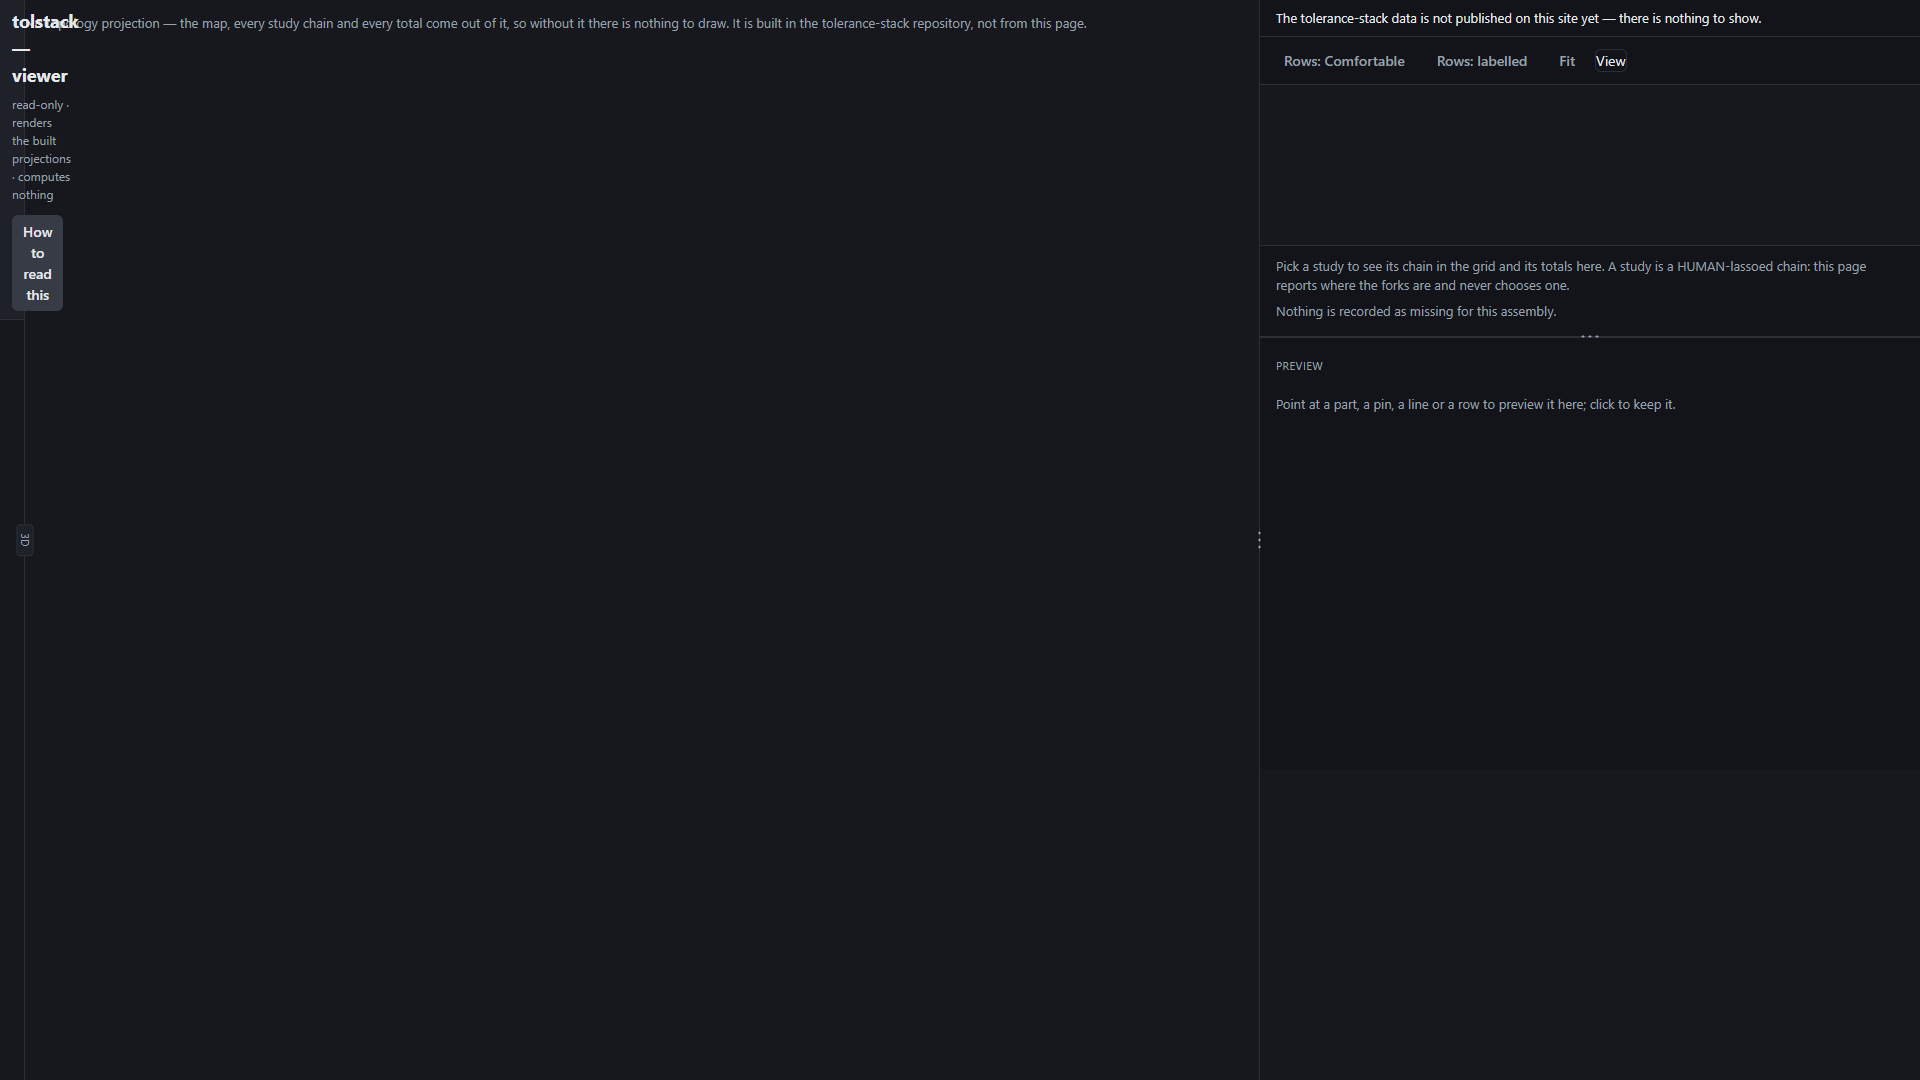 tolstack
—
viewer
read-only ·
renders
the built
projections
· computes
nothing
How
to
read
this
3D
projection — the map, every study chain and every total come out of it, so without it there is nothing to draw. It is built in the tolerance-stack repository, not from this page.
The tolerance-stack data is not published on this site yet — there is nothing to show.
Rows: Comfortable Rows: labelled Fit View
Pick a study to see its chain in the grid and its totals here. A study is a HUMAN-lassoed chain: this page
reports where the forks are and never chooses one.
Nothing is recorded as missing for this assembly.
PREVIEW
Point at a part, a pin, a line or a row to preview it here; click to keep it.